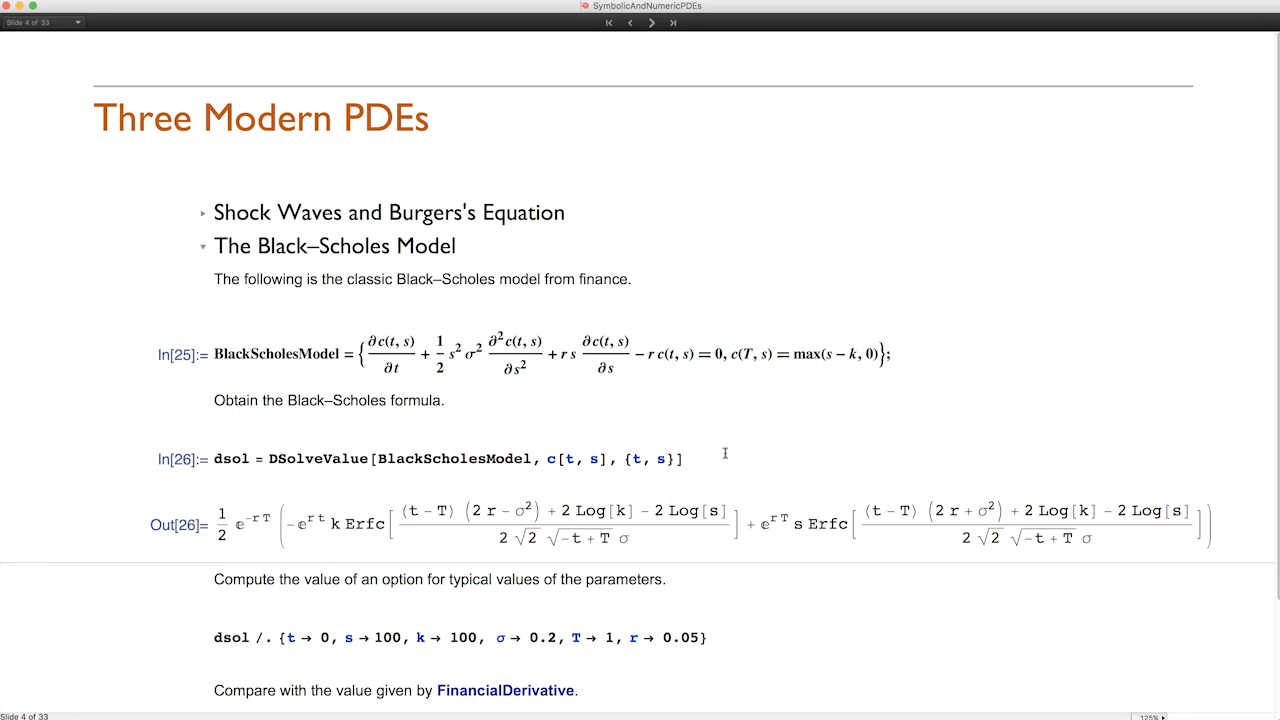 SymbolicAndNumericPDEs
Slide 4 of 33
Three Modern PDEs
Shock Waves and Burgers's Equation
The Black–Scholes Model
The following is the classic Black–Scholes model from finance.
In[25]:= BlackScholesModel = {∂c(t, s)/∂t + 1/2 s² σ² ∂²c(t, s)/∂s² + r s ∂c(t, s)/∂s − r c(t, s) = 0, c(T, s) = max(s − k, 0)};
Obtain the Black–Scholes formula.
In[26]:= dsol = DSolveValue[BlackScholesModel, c[t, s], {t, s}]
Out[26]= 1/2 ⅇ^(-r T) (-ⅇ^(r t) k Erfc[((t - T) (2 r - σ²) + 2 Log[k] - 2 Log[s])/(2 √2 √(-t + T) σ)] + ⅇ^(r T) s Erfc[((t - T) (2 r + σ²) + 2 Log[k] - 2 Log[s])/(2 √2 √(-t + T) σ)])
Compute the value of an option for typical values of the parameters.
dsol /. {t → 0, s → 100, k → 100, σ → 0.2, T → 1, r → 0.05}
Compare with the value given by FinancialDerivative.
Slide 4 of 33
125%